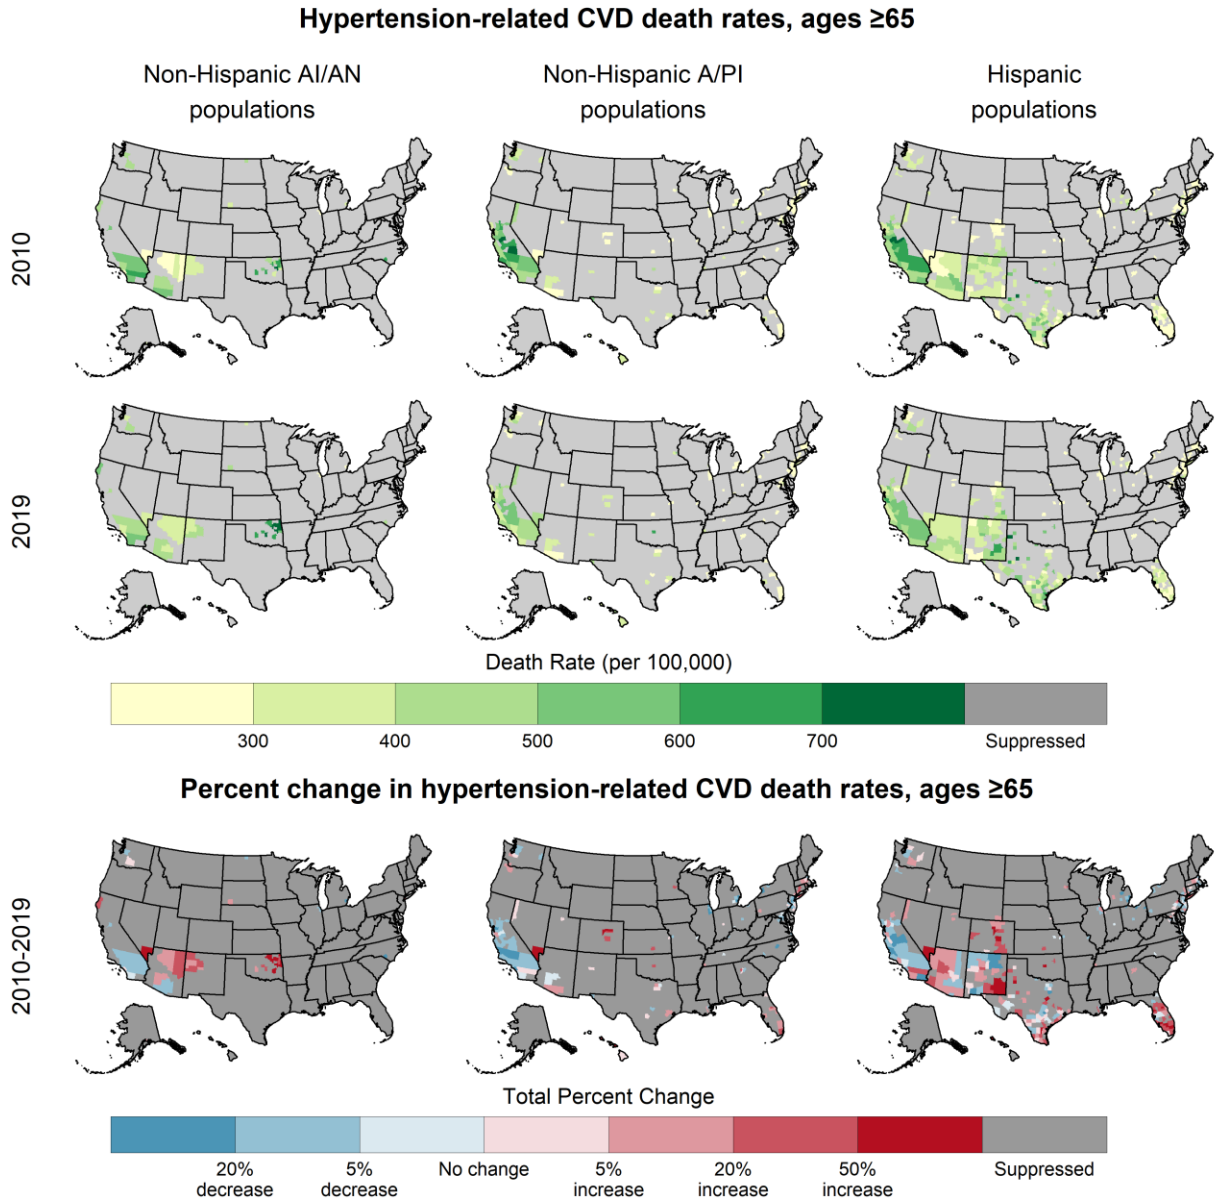 Hypertension-related CVD death rates, ages ≥65
Non-Hispanic AI/AN
populations
Non-Hispanic A/PI
populations
Hispanic
populations
2010
2019
Death Rate (per 100,000)
300 400 500 600 700 Suppressed
Percent change in hypertension-related CVD death rates, ages ≥65
2010-2019
Total Percent Change
20% 5% No change 5% 20% 50% Suppressed
decrease decrease increase increase increase